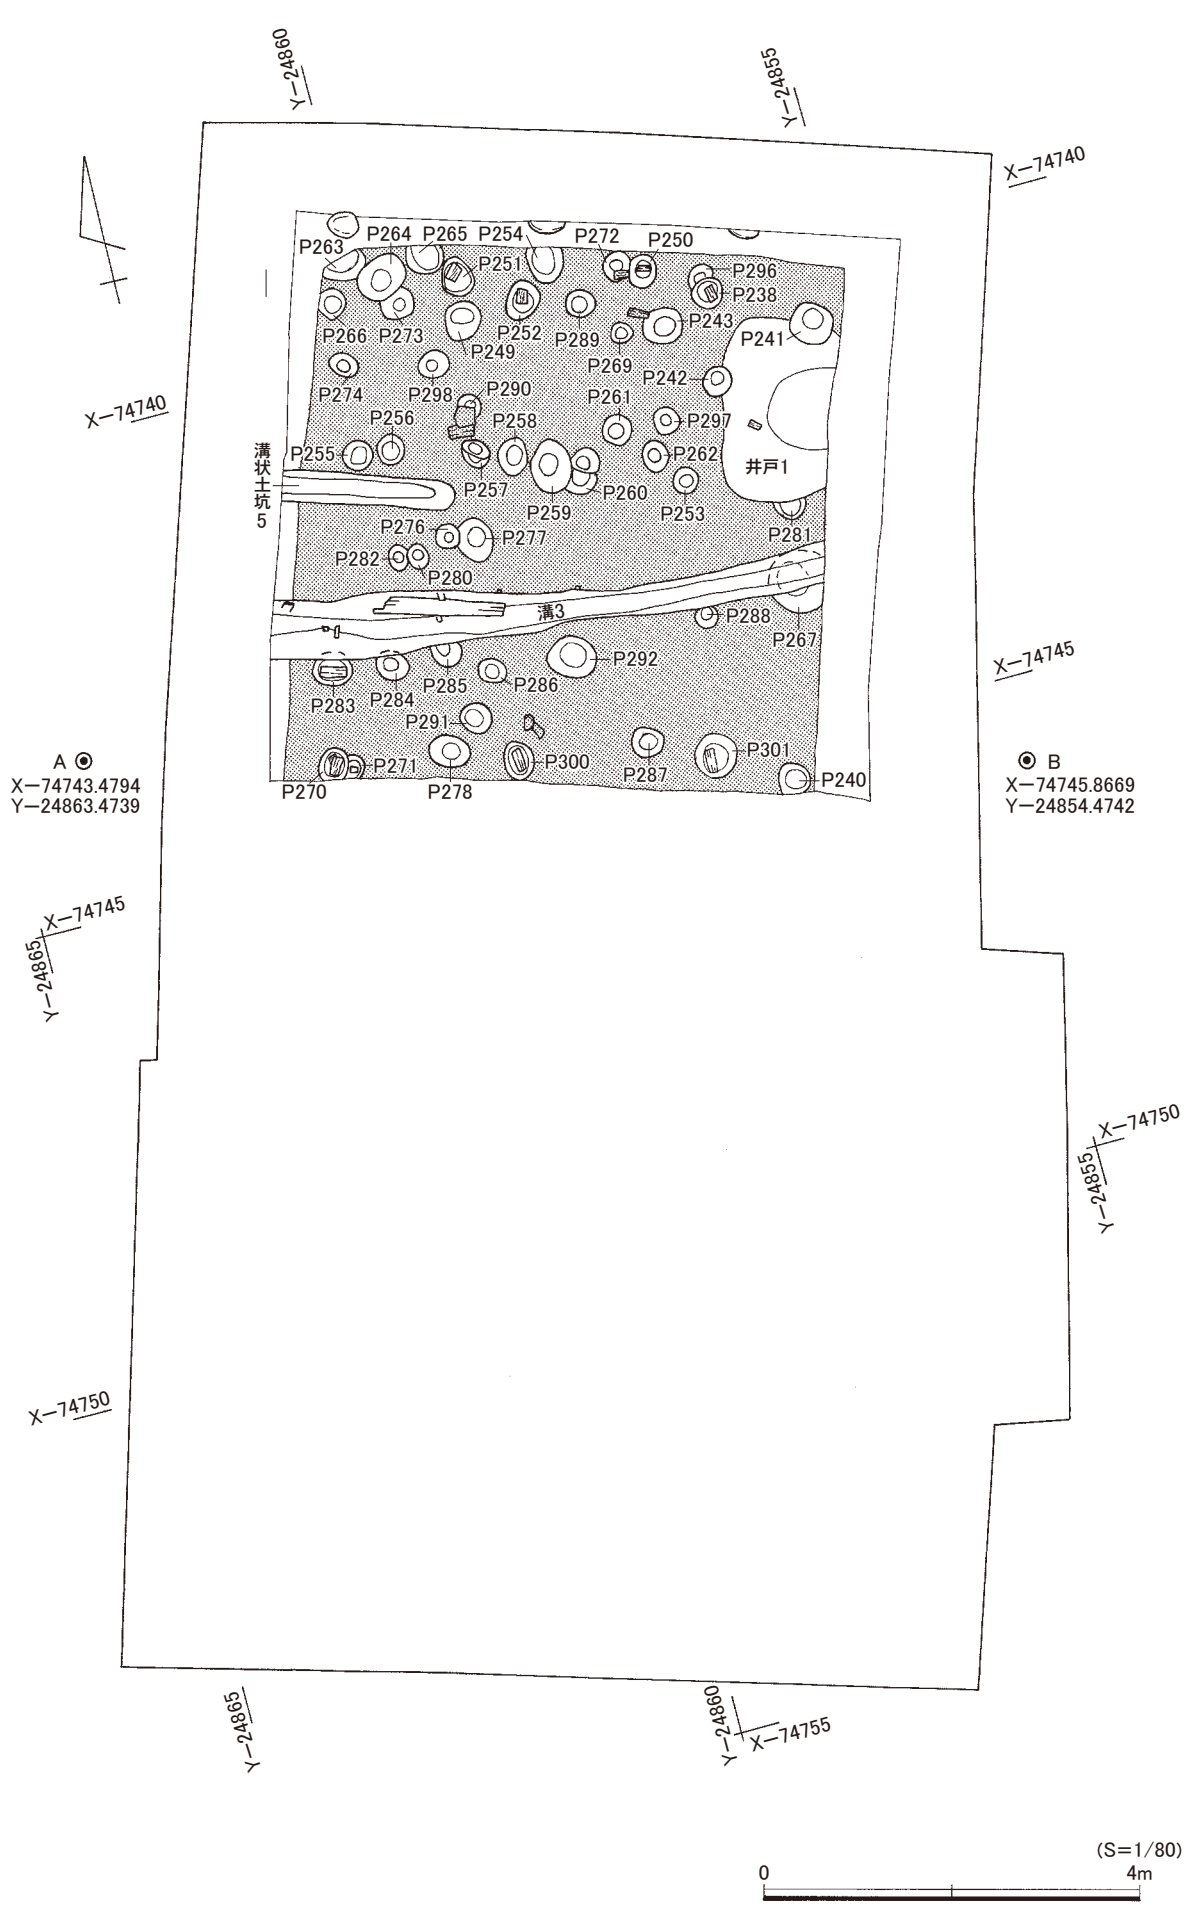 Y－24860
Y－24855
X－74740
P263
P264
P265
P254
P272
P250
P251
P296
P238
P266
P273
P252
P289
P243
P241
P249
P269
P274
P298
P242
P290
P261
X－74740
P256
P258
P297
溝状土坑5
P255
P262
井戸1
P257
P260
P259
P253
P276
P277
P281
P282
P280
溝3
P288
P267
P292
X－74745
P283
P284
P285
P286
P291
P301
A
X－74743.4794
Y－24863.4739
P271
P300
P287
P240
P270
P278
B
X－74745.8669
Y－24854.4742
X－74745
Y－24865
X－74750
Y－24855
X－74750
Y－24865
Y－24860
X－74755
(S=1/80)
0
4m